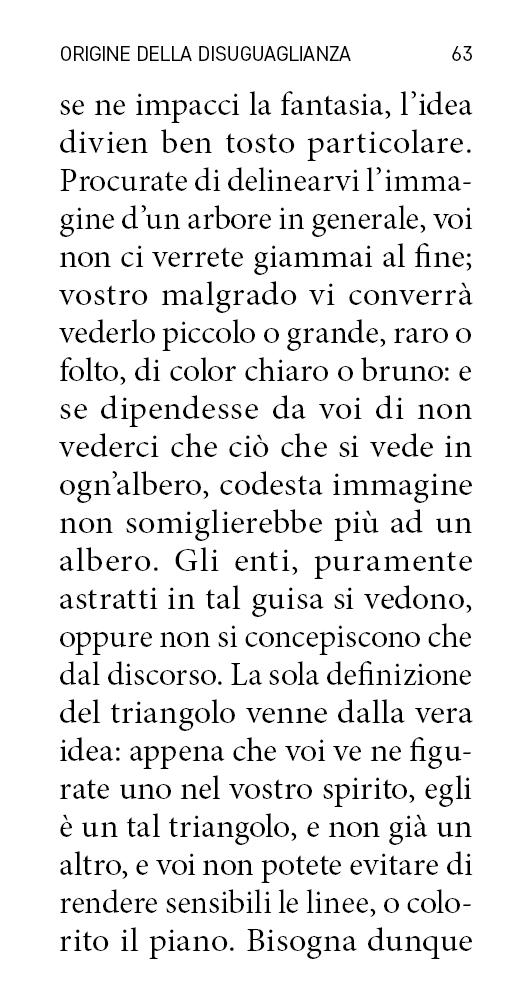 ORIGINE DELLA DISUGUAGLIANZA 63
se ne impacci la fantasia, l’idea
divien ben tosto particolare.
Procurate di delinearvi l’imma-
gine d’un arbore in generale, voi
non ci verrete giammai al fine;
vostro malgrado vi converrà
vederlo piccolo o grande, raro o
folto, di color chiaro o bruno: e
se dipendesse da voi di non
vederci che ciò che si vede in
ogn’albero, codesta immagine
non somiglierebbe più ad un
albero. Gli enti, puramente
astratti in tal guisa si vedono,
oppure non si concepiscono che
dal discorso. La sola definizione
del triangolo venne dalla vera
idea: appena che voi ve ne figu-
rate uno nel vostro spirito, egli
è un tal triangolo, e non già un
altro, e voi non potete evitare di
rendere sensibili le linee, o colo-
rito il piano. Bisogna dunque